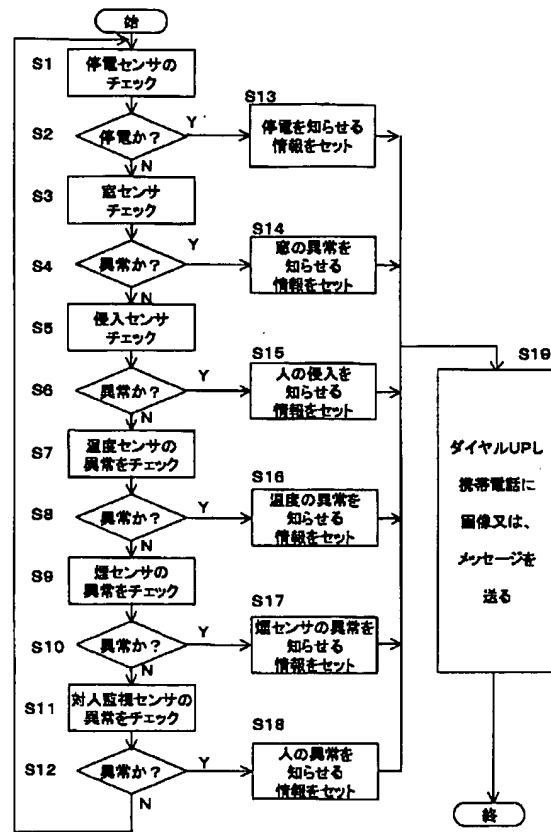 始
S1
停電センサの
チェック
S2
停電か?
Y
N
S13
停電を知らせる
情報をセット
S3
窓センサ
チェック
S4
異常か?
Y
N
S14
窓の異常を
知らせる
情報をセット
S5
侵入センサ
チェック
S6
異常か?
Y
N
S15
人の侵入を
知らせる
情報をセット
S7
温度センサの
異常をチェック
S8
異常か?
Y
N
S16
温度の異常を
知らせる
情報をセット
S9
煙センサの
異常をチェック
S10
異常か?
Y
N
S17
煙センサの異常を
知らせる
情報をセット
S11
対人監視センサの
異常をチェック
S12
異常か?
Y
N
S18
人の異常を
知らせる
情報をセット
S19
ダイヤルUPし
携帯電話に
画像又は、
メッセージを
送る
終